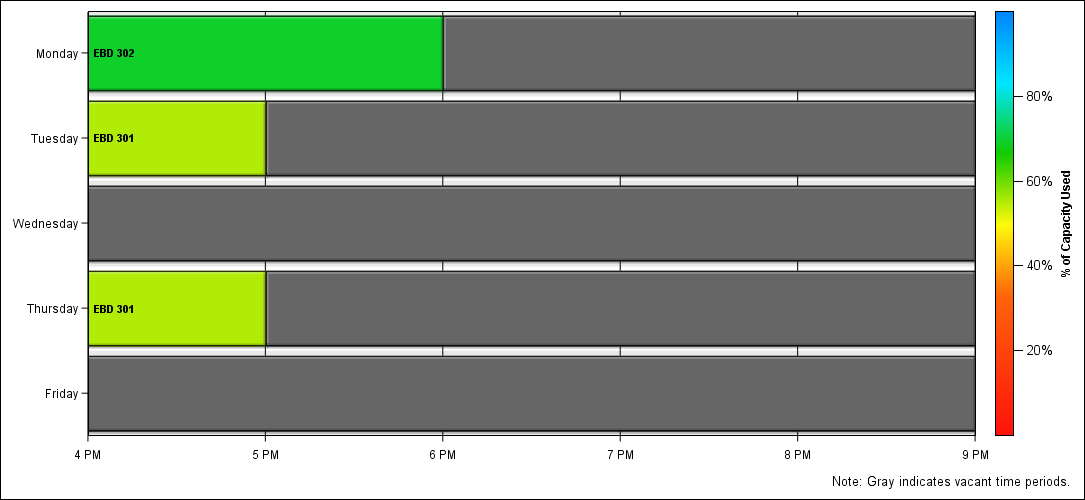 Monday
EBD 302
Tuesday
EBD 301
Wednesday
Thursday
EBD 301
Friday
4 PM 5 PM 6 PM 7 PM 8 PM 9 PM
80%
60%
40%
20%
% of Capacity Used
Note: Gray indicates vacant time periods.